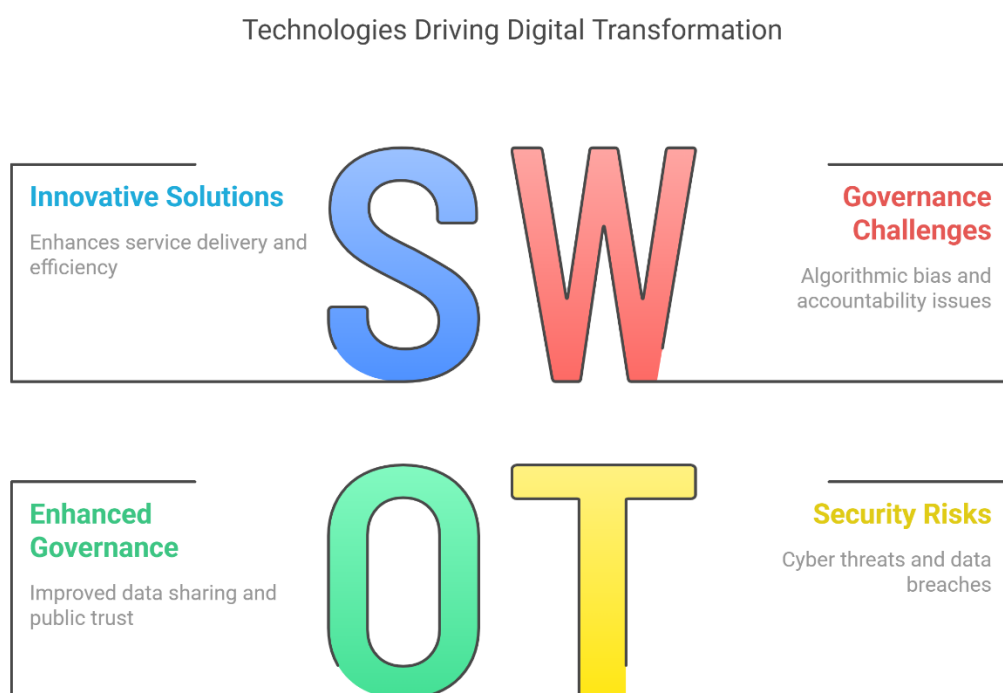 Technologies Driving Digital Transformation
S W
Innovative Solutions
Enhances service delivery and
efficiency
Governance
Challenges
Algorithmic bias and
accountability issues
O T
Enhanced
Governance
Improved data sharing and
public trust
Security Risks
Cyber threats and data
breaches